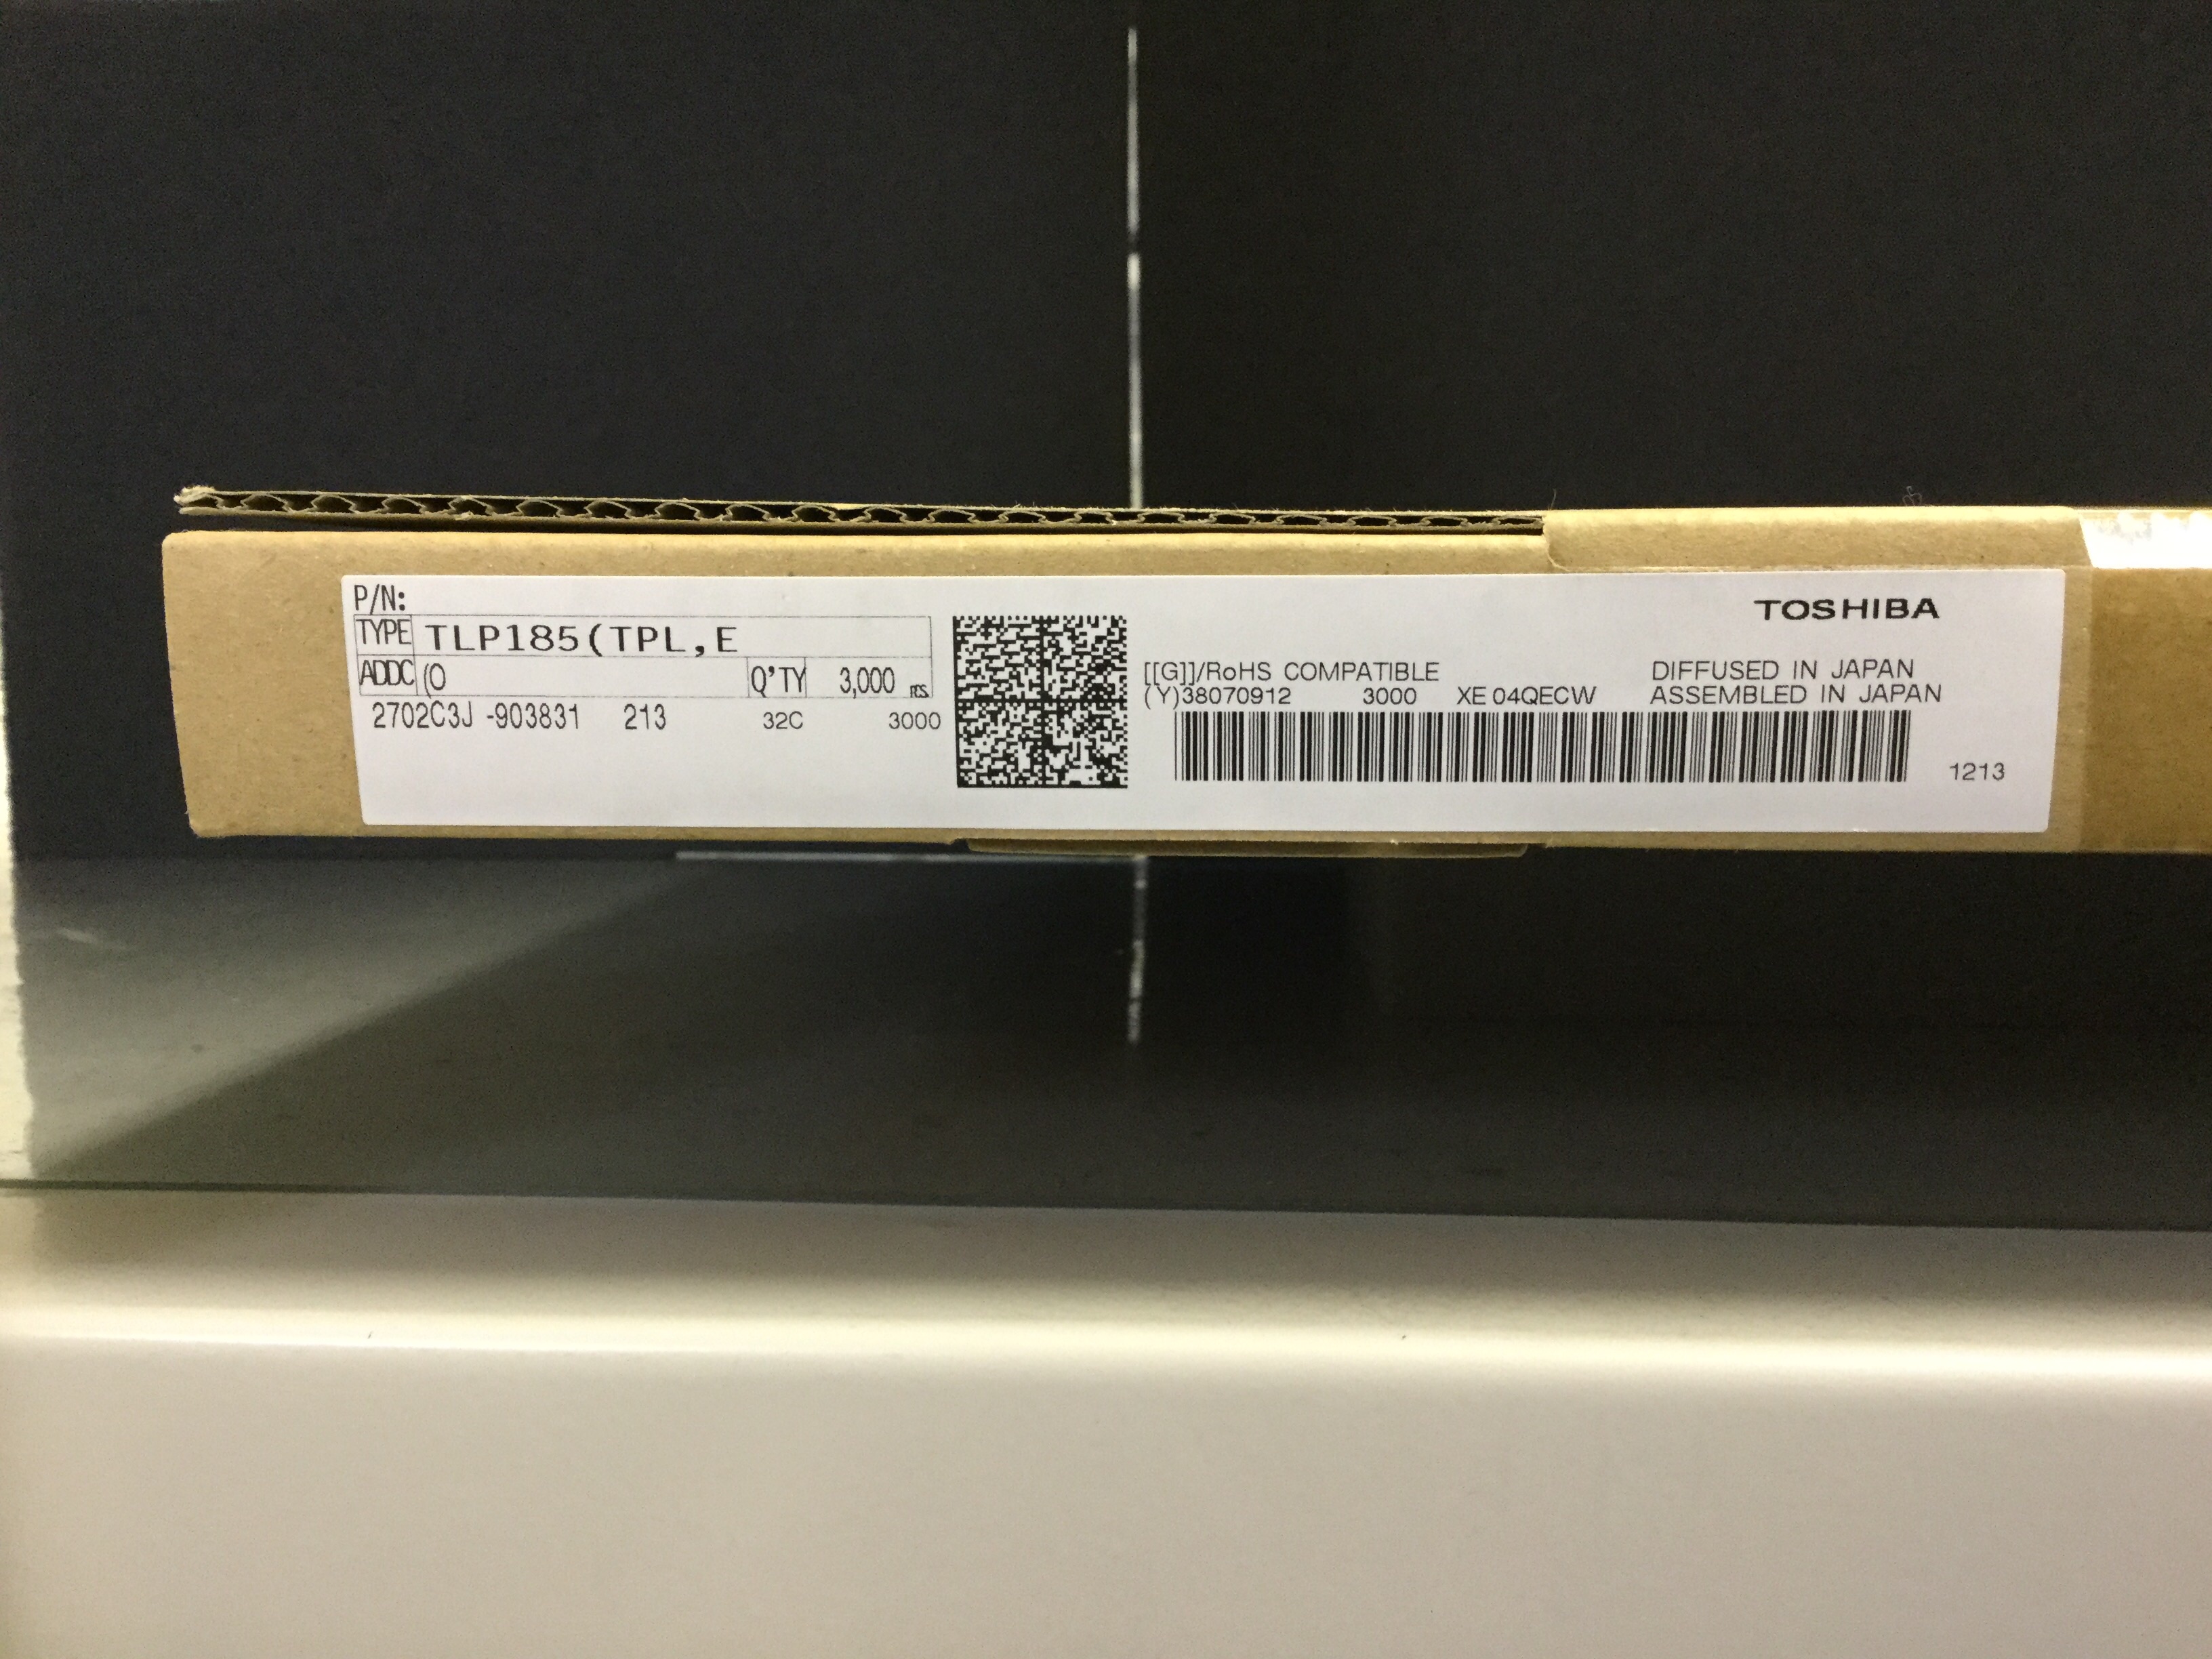 P/N:
TYPE TLP185(TPL,E
ADDC (O Q'TY 3,000 PCS
2702C3J -903831 213 32C 3000
TOSHIBA
[[G]]/RoHS COMPATIBLE DIFFUSED IN JAPAN
(Y)38070912 3000 XE 04QECW ASSEMBLED IN JAPAN
1213